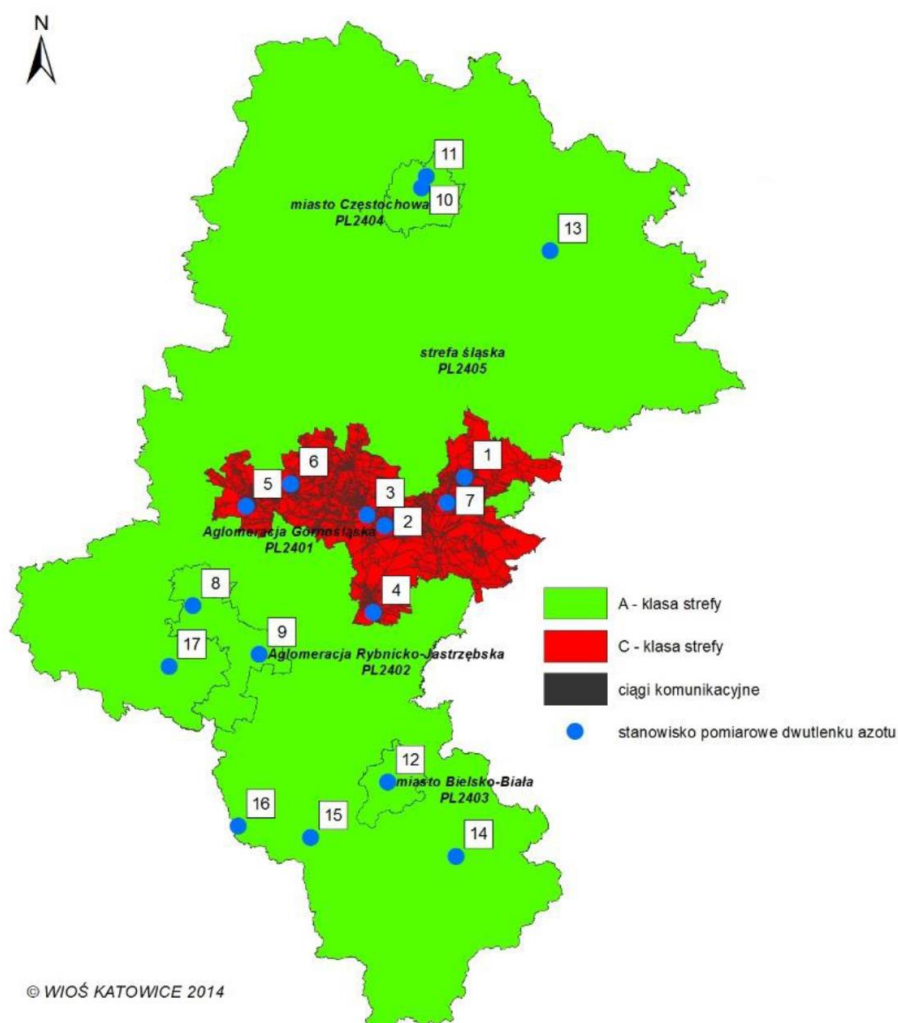 N
11
10
miasto Częstochowa
PL2404
13
strefa śląska
PL2405
1
6
5
3
7
2
Aglomeracja Górnośląska
PL2401
4
8
A - klasa strefy
9
C - klasa strefy
17
Aglomeracja Rybnicko-Jastrzębska
PL2402
ciągi komunikacyjne
stanowisko pomiarowe dwutlenku azotu
12
miasto Bielsko-Biała
PL2403
16
15
14
© WIOŚ KATOWICE 2014